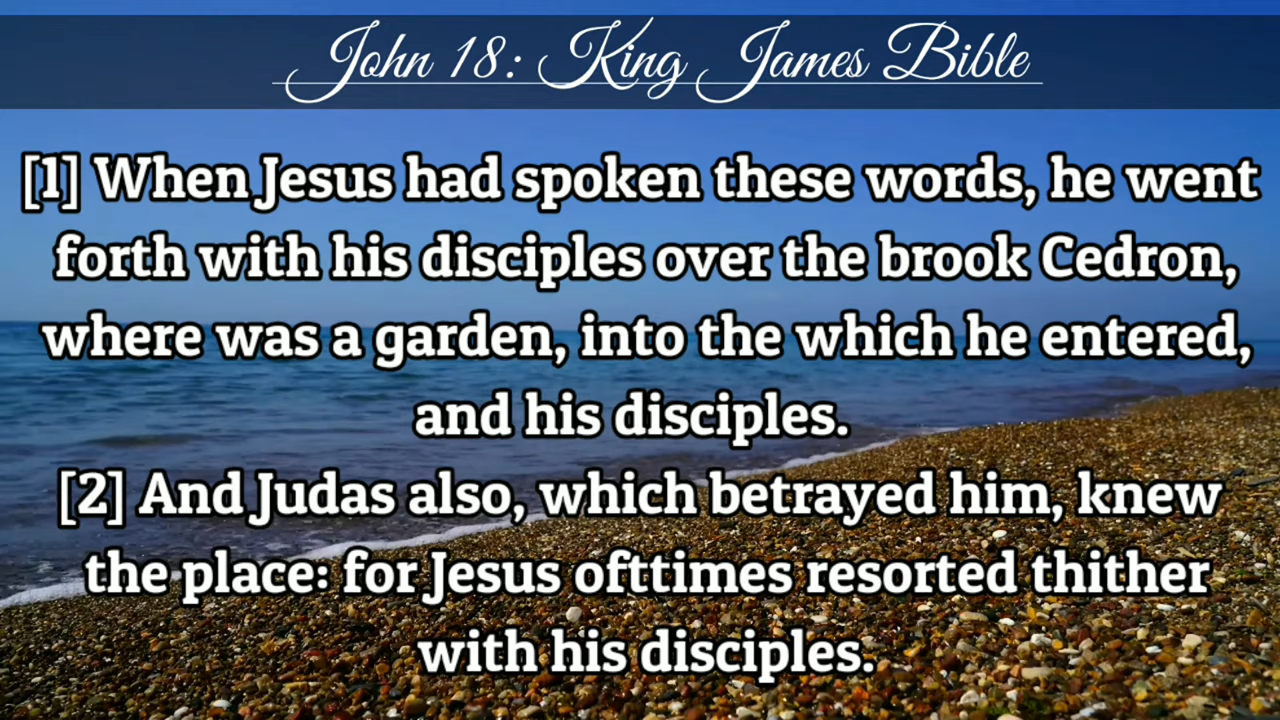 John 18: King James Bible
[1] When Jesus had spoken these words, he went
forth with his disciples over the brook Cedron,
where was a garden, into the which he entered,
and his disciples.
[2] And Judas also, which betrayed him, knew
the place: for Jesus ofttimes resorted thither
with his disciples.